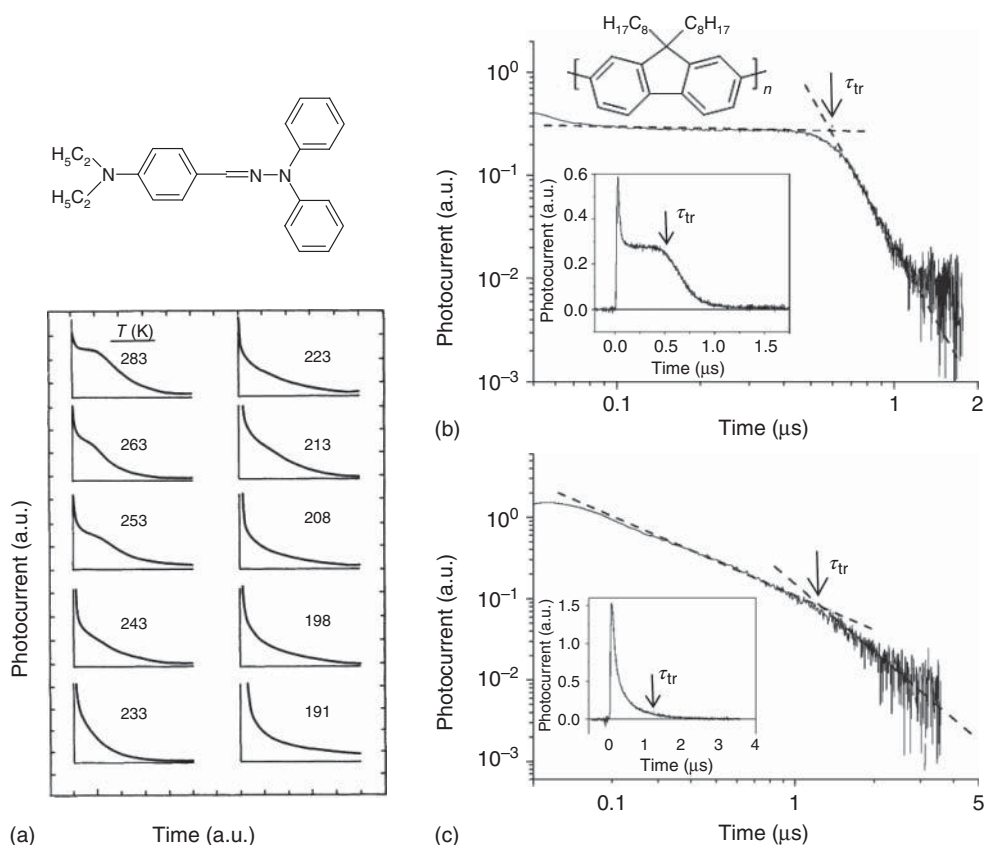 H₅C₂
N
H₅C₂
N
N
T (K)
283
223
263
213
253
208
243
198
233
191
Photocurrent (a.u.)
(a)
Time (a.u.)
H₁₇C₈
C₈H₁₇
n
τtr
10⁰
10⁻¹
10⁻²
10⁻³
Photocurrent (a.u.)
0.6
0.4
0.2
0.0
Photocurrent (a.u.)
τtr
0.0 0.5 1.0 1.5
Time (μs)
0.1 1 2
(b)
Time (μs)
10⁰
10⁻¹
10⁻²
10⁻³
Photocurrent (a.u.)
τtr
1.5
1.0
0.5
0.0
Photocurrent (a.u.)
τtr
0 1 2 3 4
Time (μs)
0.1 1 5
(c)
Time (μs)